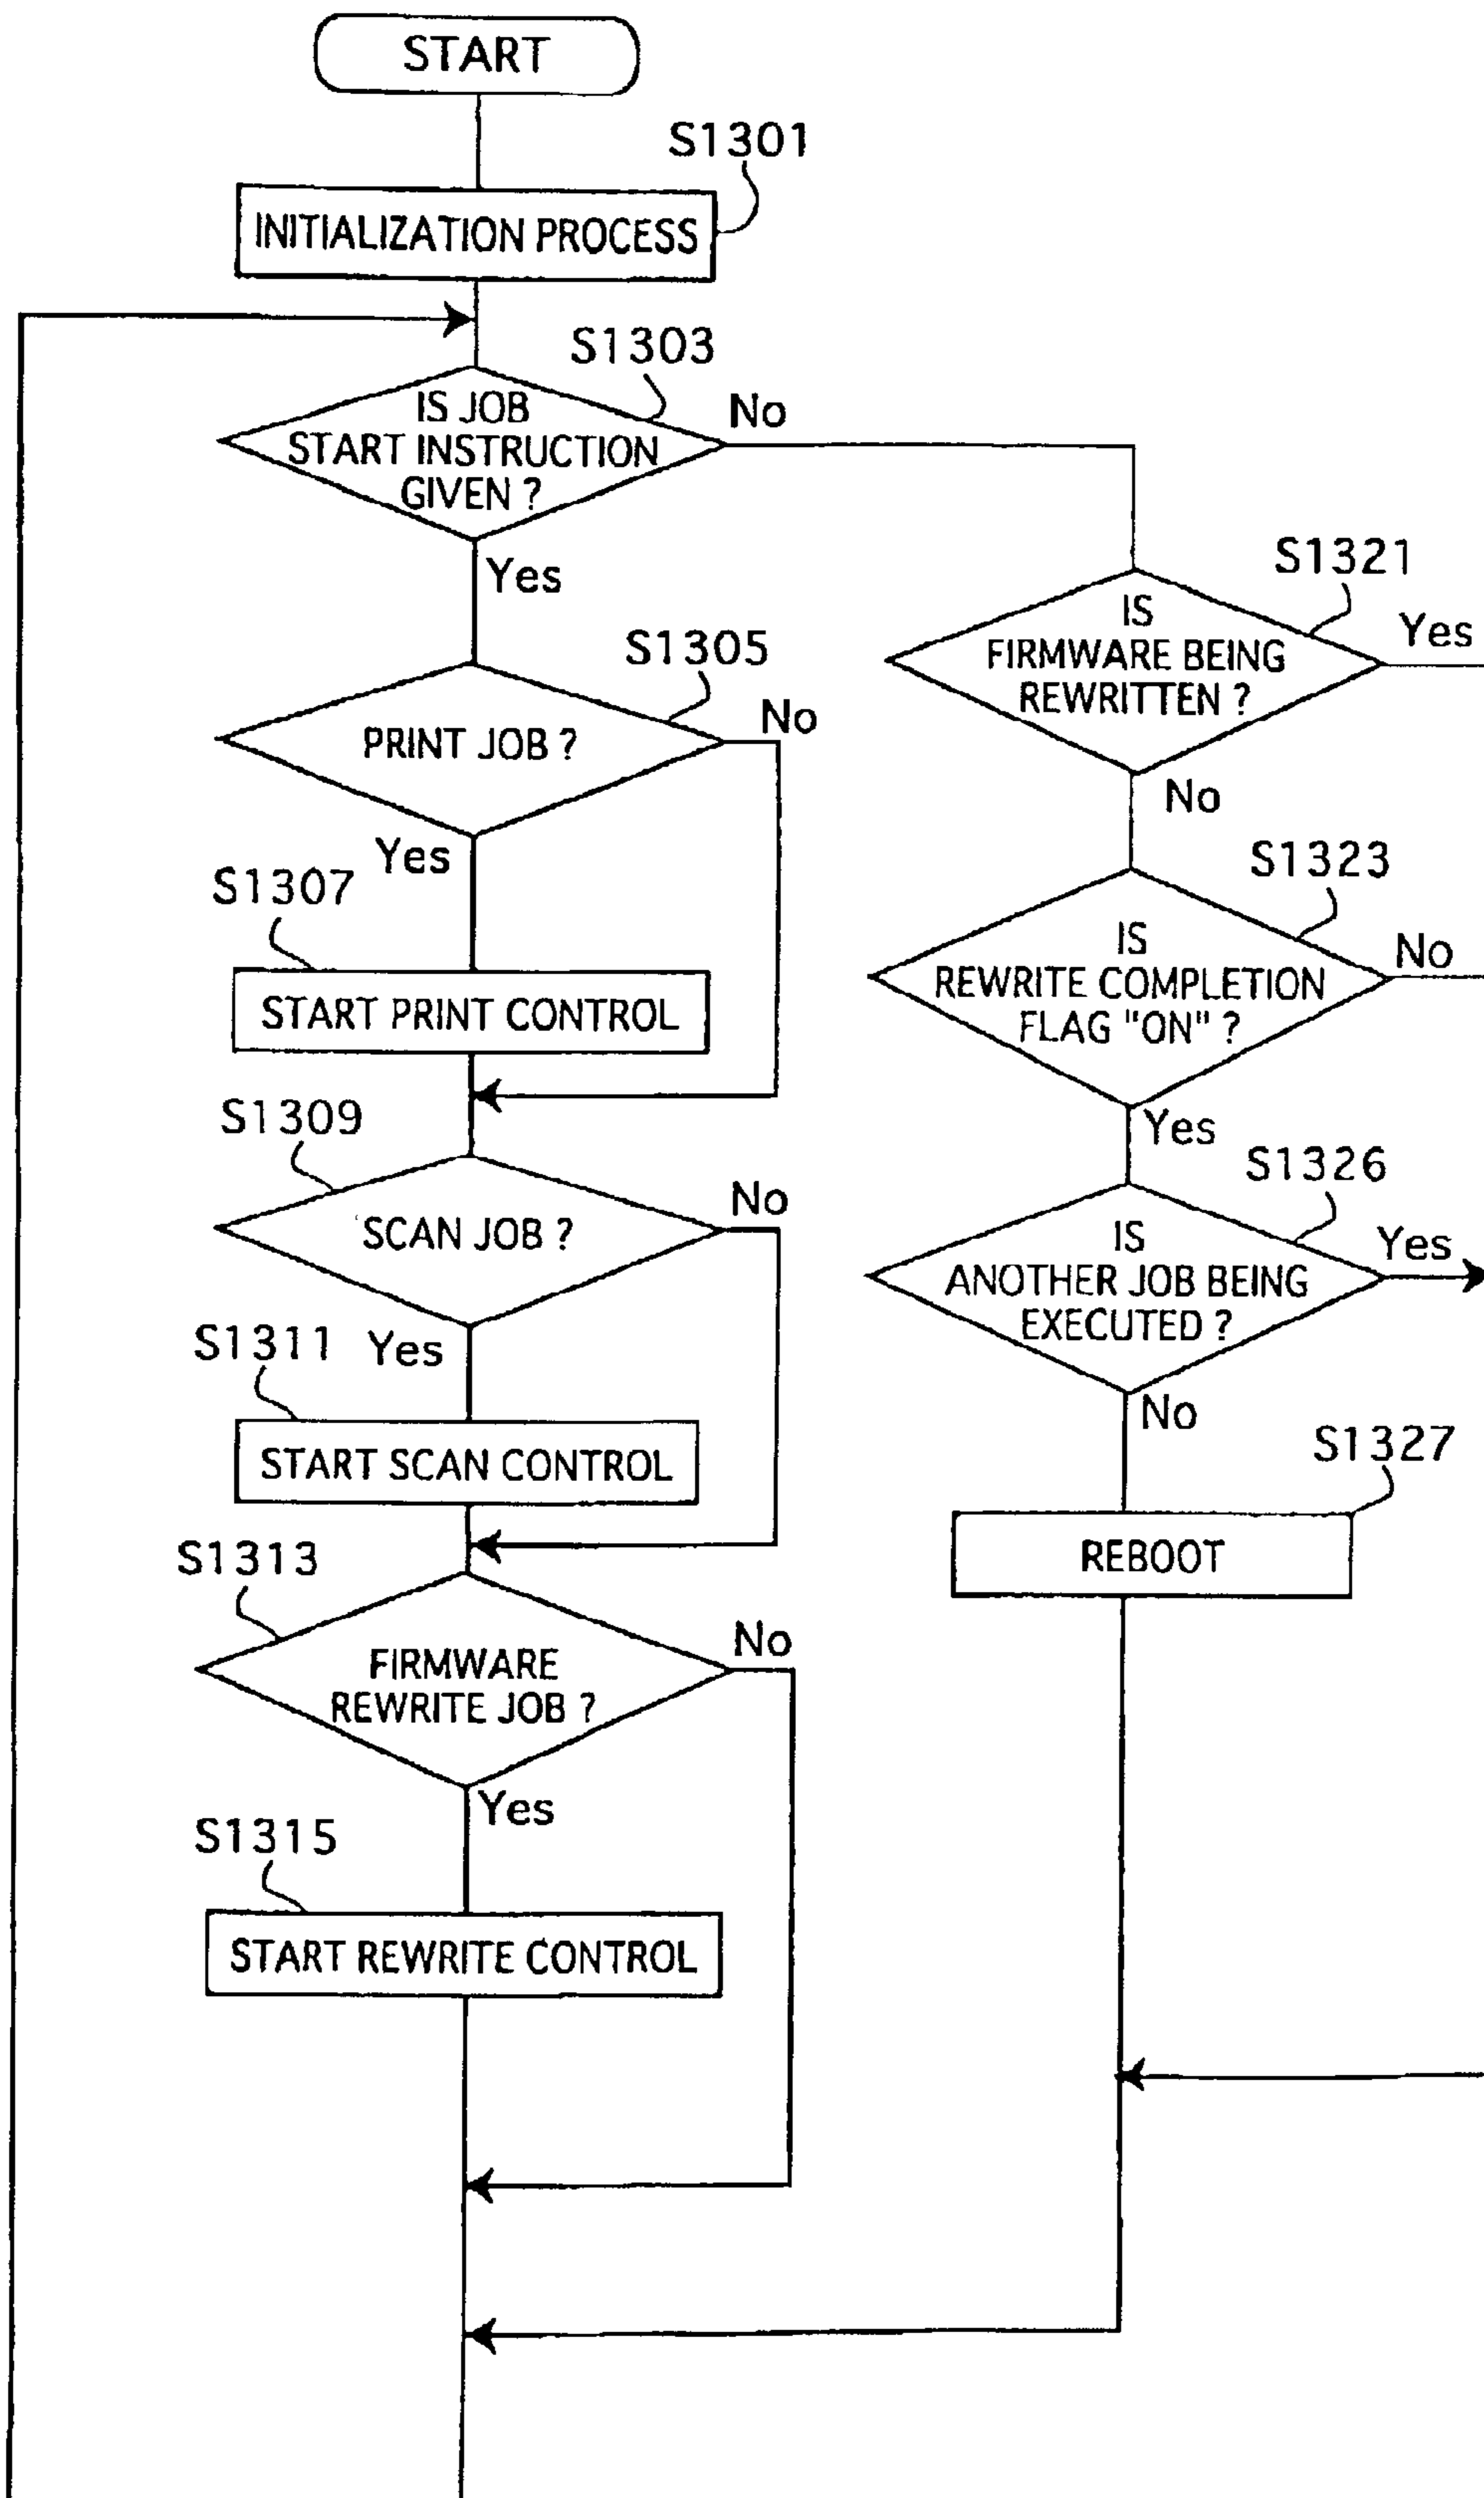 START
S1301
INITIALIZATION PROCESS
S1303
IS JOB
START INSTRUCTION
GIVEN ?
No
Yes
S1305
PRINT JOB ?
No
Yes
S1307
START PRINT CONTROL
S1309
SCAN JOB ?
No
Yes
S1311
START SCAN CONTROL
S1313
FIRMWARE
REWRITE JOB ?
No
Yes
S1315
START REWRITE CONTROL
S1321
IS
FIRMWARE BEING
REWRITTEN ?
Yes
No
S1323
IS
REWRITE COMPLETION
FLAG "ON" ?
No
Yes
S1326
IS
ANOTHER JOB BEING
EXECUTED ?
Yes
No
S1327
REBOOT